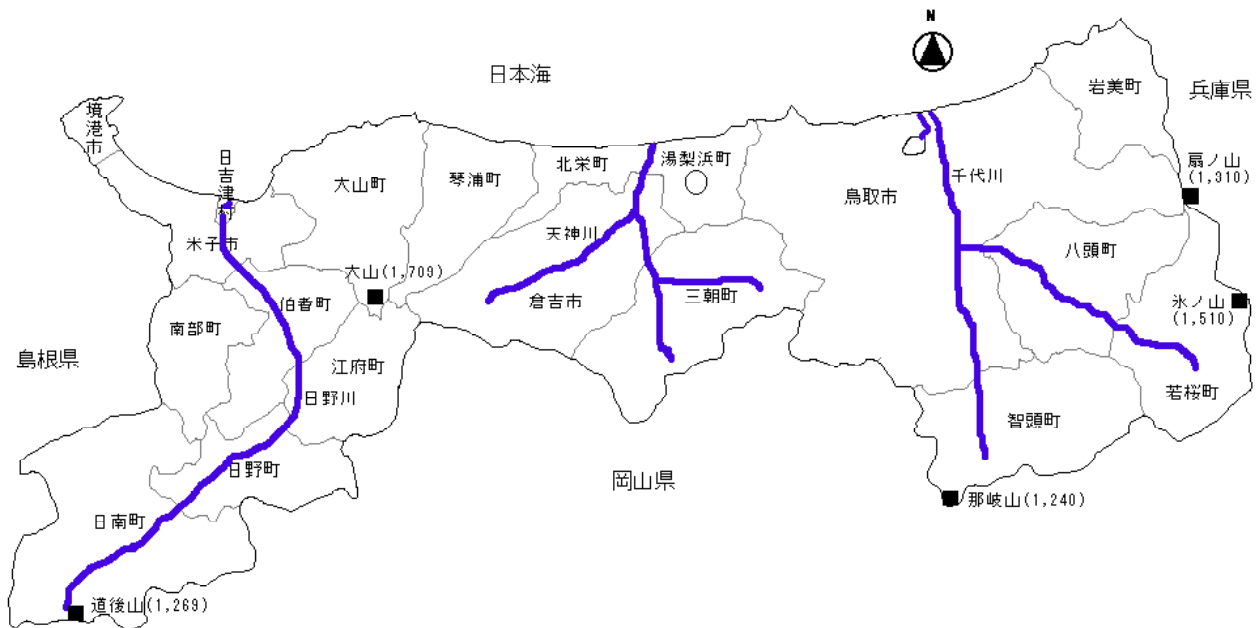 N
日本海
兵庫県
岩美町
境港市
日吉津村
大山町
琴浦町
北栄町
湯梨浜町
鳥取市
千代川
扇ノ山
(1,310)
米子市
天神川
八頭町
大山(1,709)
伯耆町
倉吉市
三朝町
氷ノ山
(1,510)
南部町
島根県
江府町
日野川
若桜町
智頭町
日野町
岡山県
那岐山(1,240)
日南町
道後山(1,269)